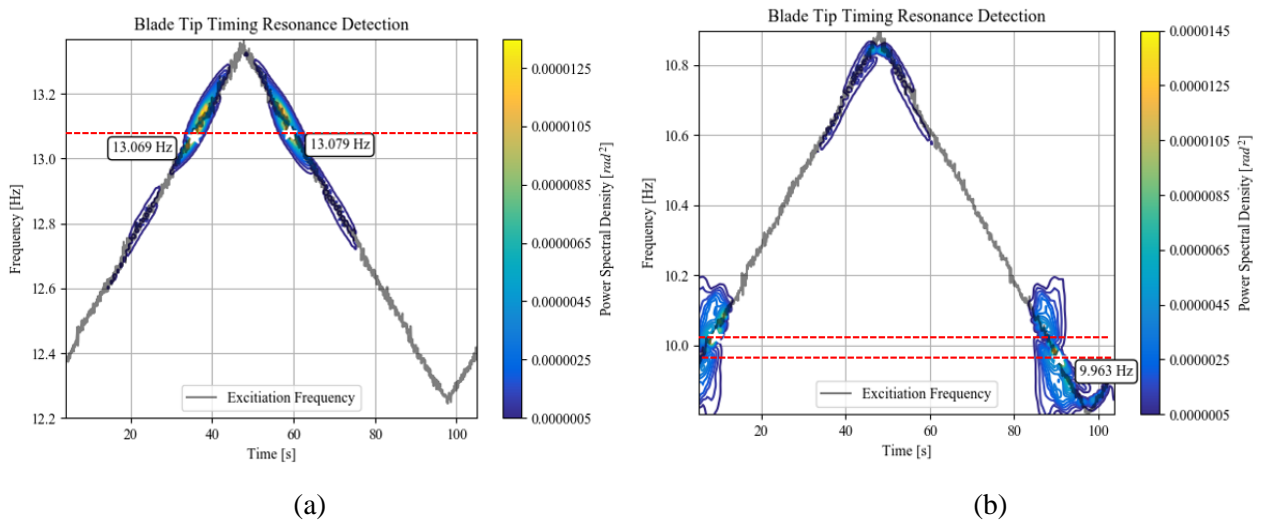 Blade Tip Timing Resonance Detection
Frequency [Hz]
13.2
13.0
12.8
12.6
12.4
12.2
13.069 Hz
13.079 Hz
Excitiation Frequency
20
40
60
80
100
Time [s]
0.0000125
0.0000105
0.0000085
0.0000065
0.0000045
0.0000025
0.0000005
Power Spectral Density [rad²]
(a)
Blade Tip Timing Resonance Detection
Frequency [Hz]
10.8
10.6
10.4
10.2
10.0
9.963 Hz
Excitiation Frequency
20
40
60
80
100
Time [s]
0.0000145
0.0000125
0.0000105
0.0000085
0.0000065
0.0000045
0.0000025
0.0000005
Power Spectral Density [rad²]
(b)